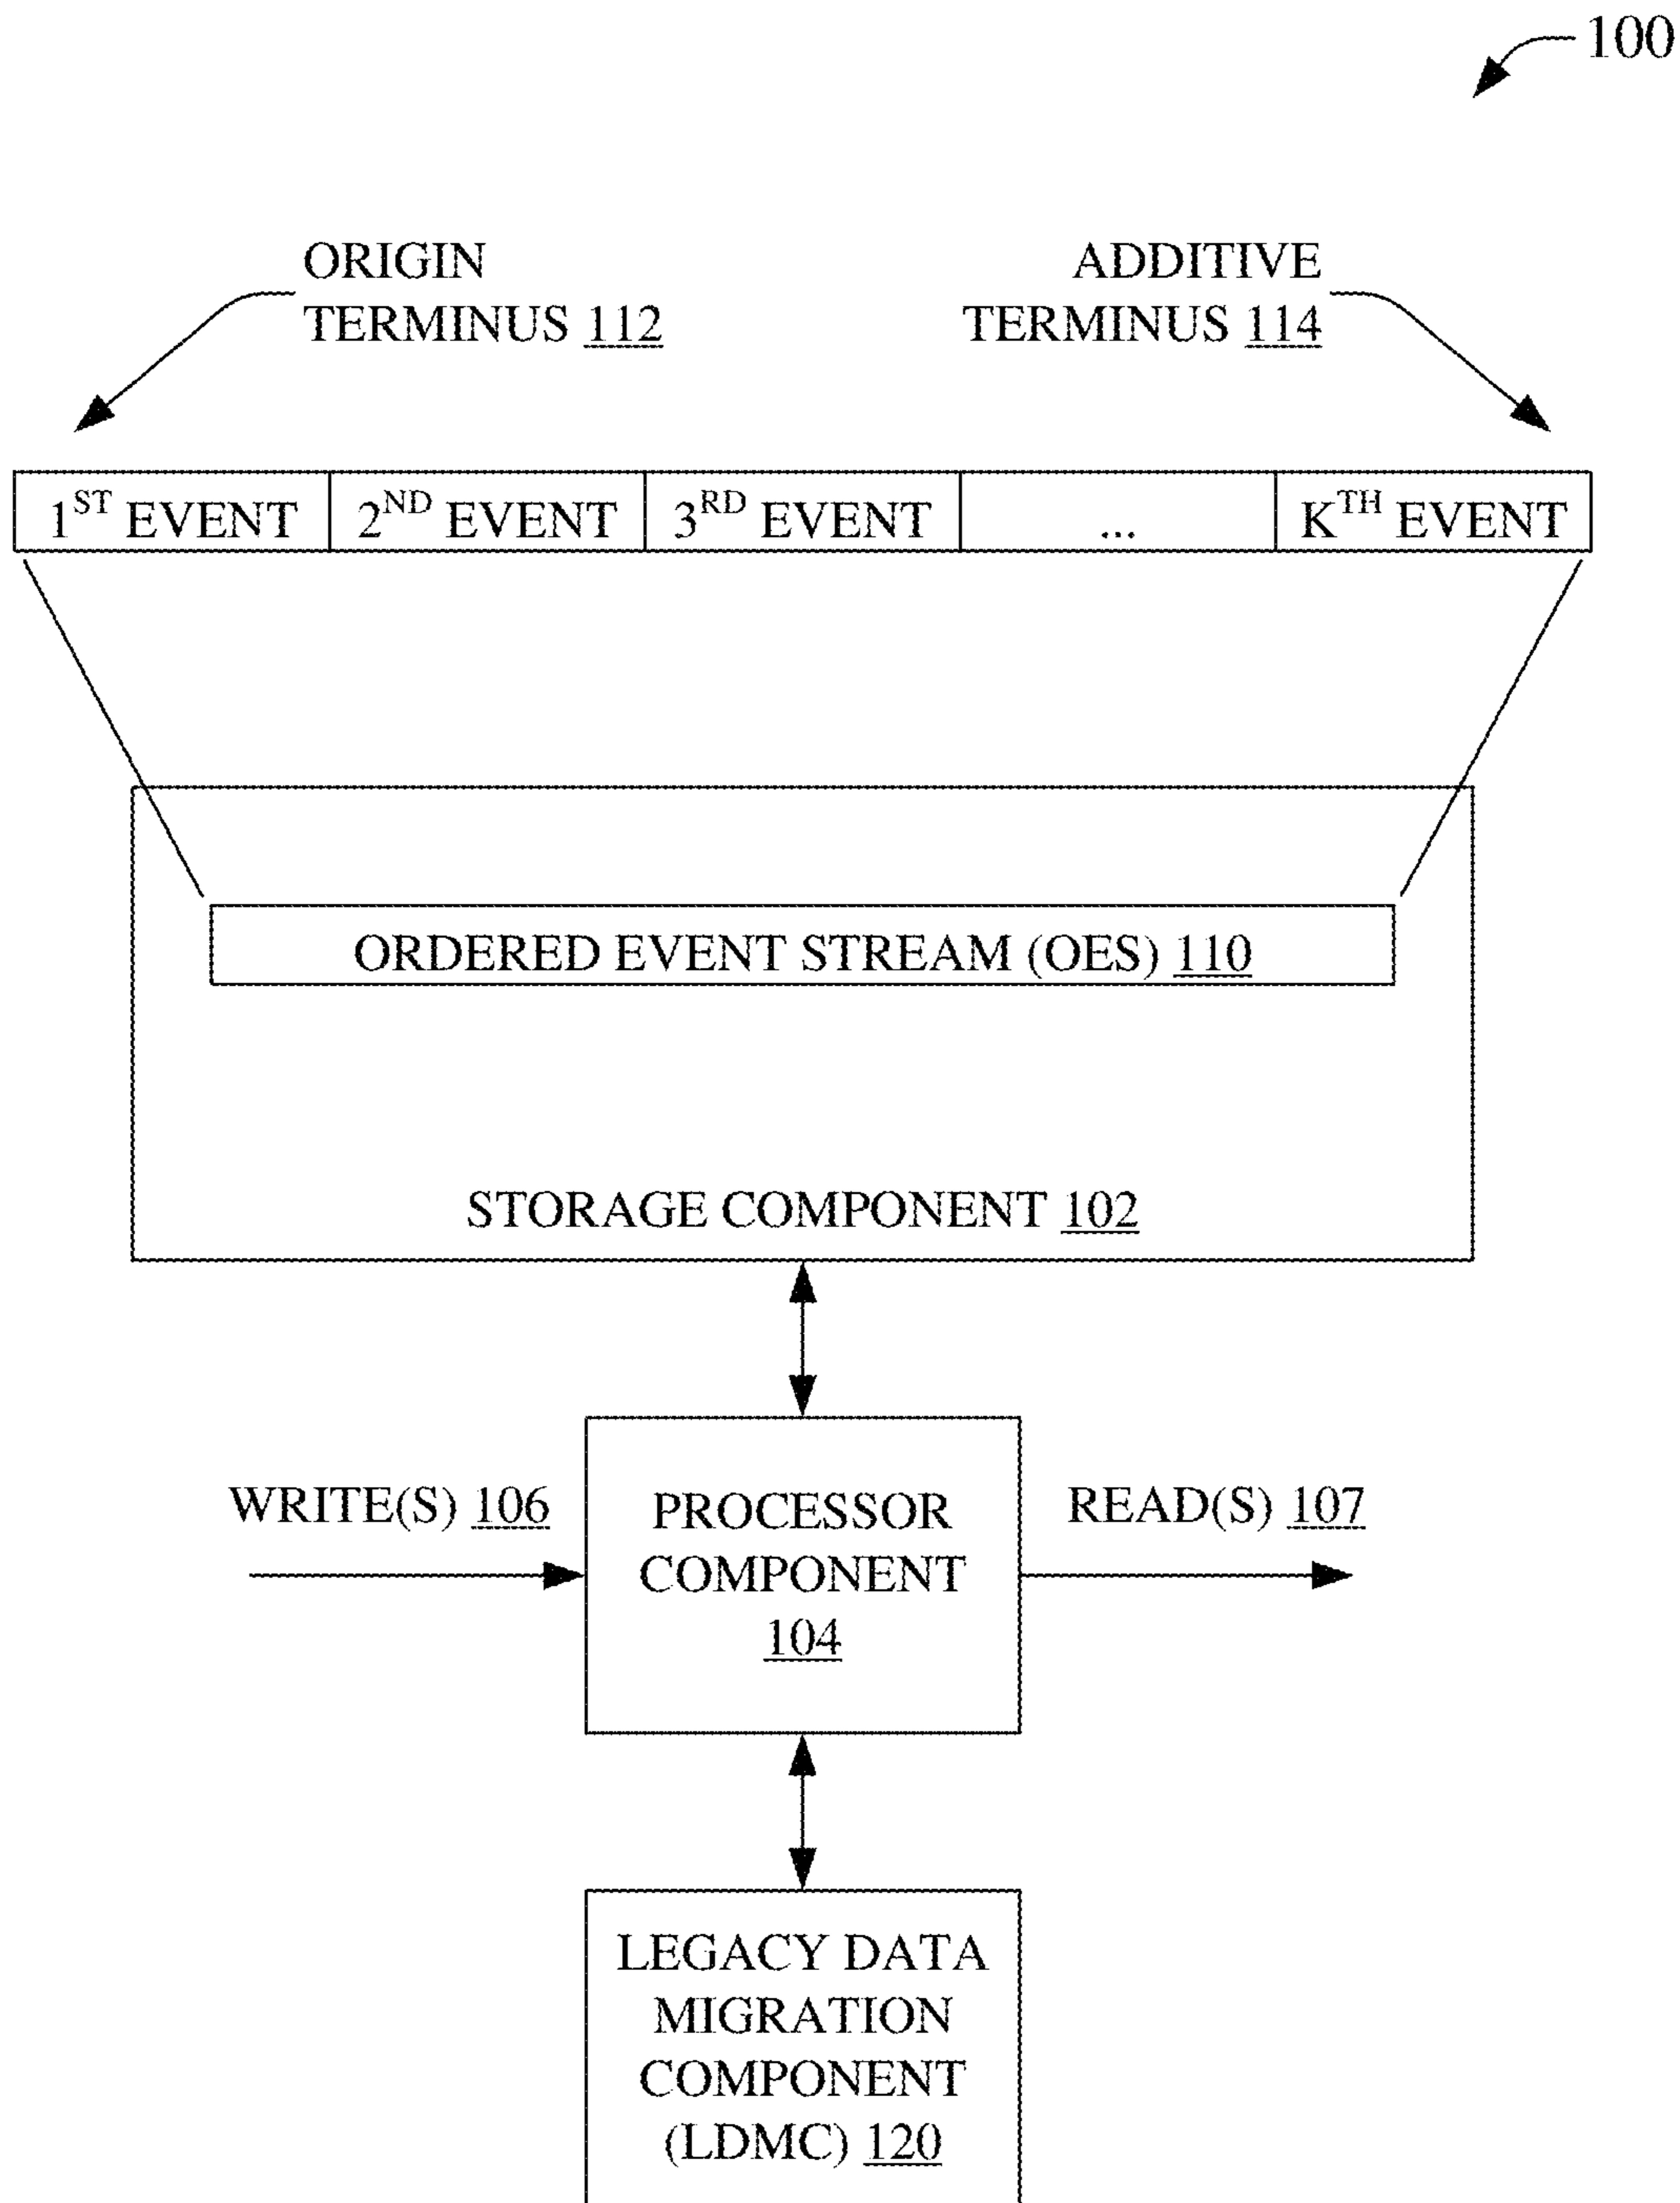 100
ORIGIN
TERMINUS 112
ADDITIVE
TERMINUS 114
1ST EVENT 2ND EVENT 3RD EVENT ... KTH EVENT
ORDERED EVENT STREAM (OES) 110
STORAGE COMPONENT 102
WRITE(S) 106
PROCESSOR
COMPONENT
104
READ(S) 107
LEGACY DATA
MIGRATION
COMPONENT
(LDMC) 120